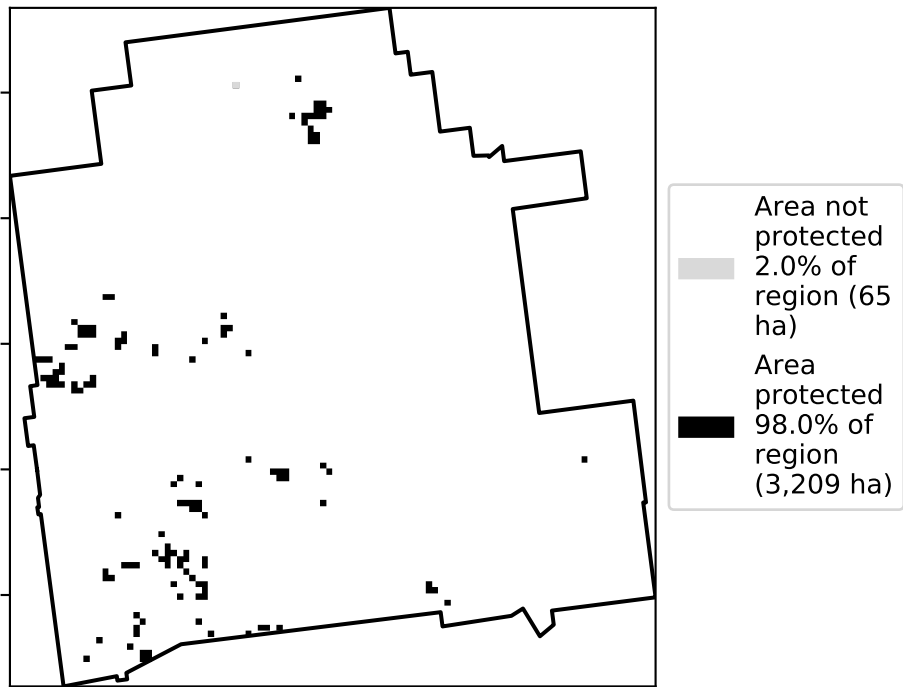 Area not
protected
2.0% of
region (65
ha)
Area
protected
98.0% of
region
(3,209 ha)